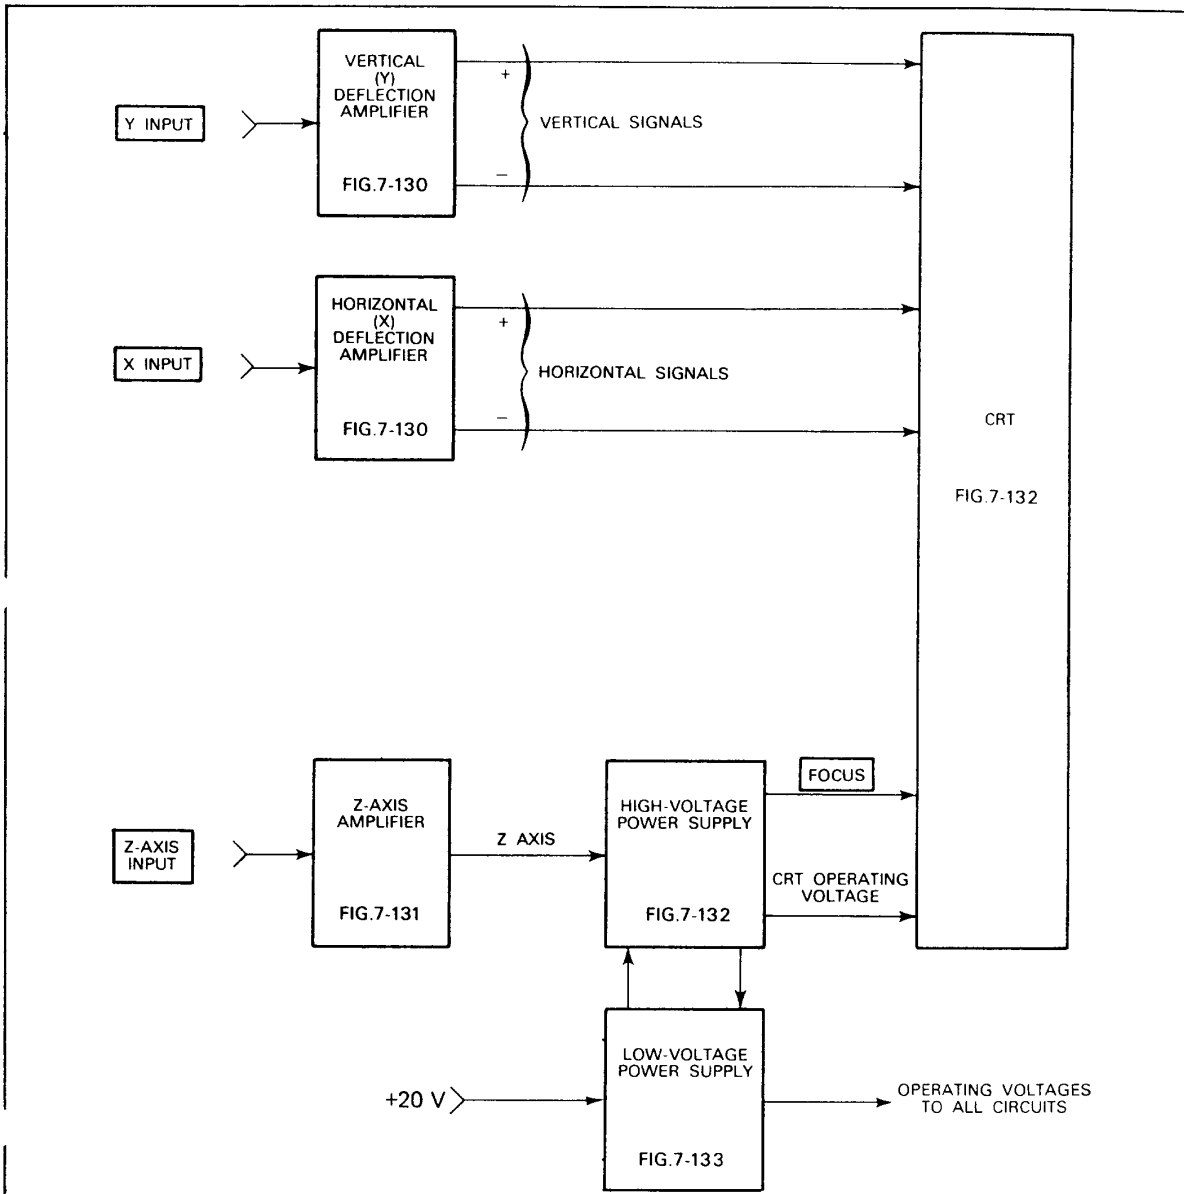 VERTICAL
(Y)
DEFLECTION
AMPLIFIER
FIG.7-130
Y INPUT
+
–
VERTICAL SIGNALS
HORIZONTAL
(X)
DEFLECTION
AMPLIFIER
FIG.7-130
X INPUT
+
–
HORIZONTAL SIGNALS
CRT
FIG.7-132
Z-AXIS
INPUT
Z-AXIS
AMPLIFIER
FIG.7-131
Z AXIS
HIGH-VOLTAGE
POWER SUPPLY
FIG.7-132
FOCUS
CRT OPERATING
VOLTAGE
+20 V
LOW-VOLTAGE
POWER SUPPLY
FIG.7-133
OPERATING VOLTAGES
TO ALL CIRCUITS